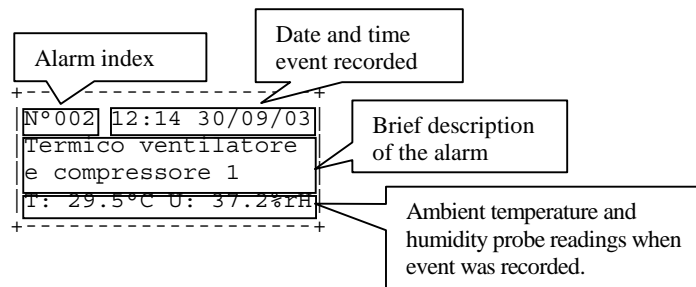 Alarm index
Date and time
event recorded
N°002 12:14 30/09/03
Termico ventilatore
e compressore 1
T: 29.5°C U: 37.2%rH
Brief description
of the alarm
Ambient temperature and
humidity probe readings when
event was recorded.